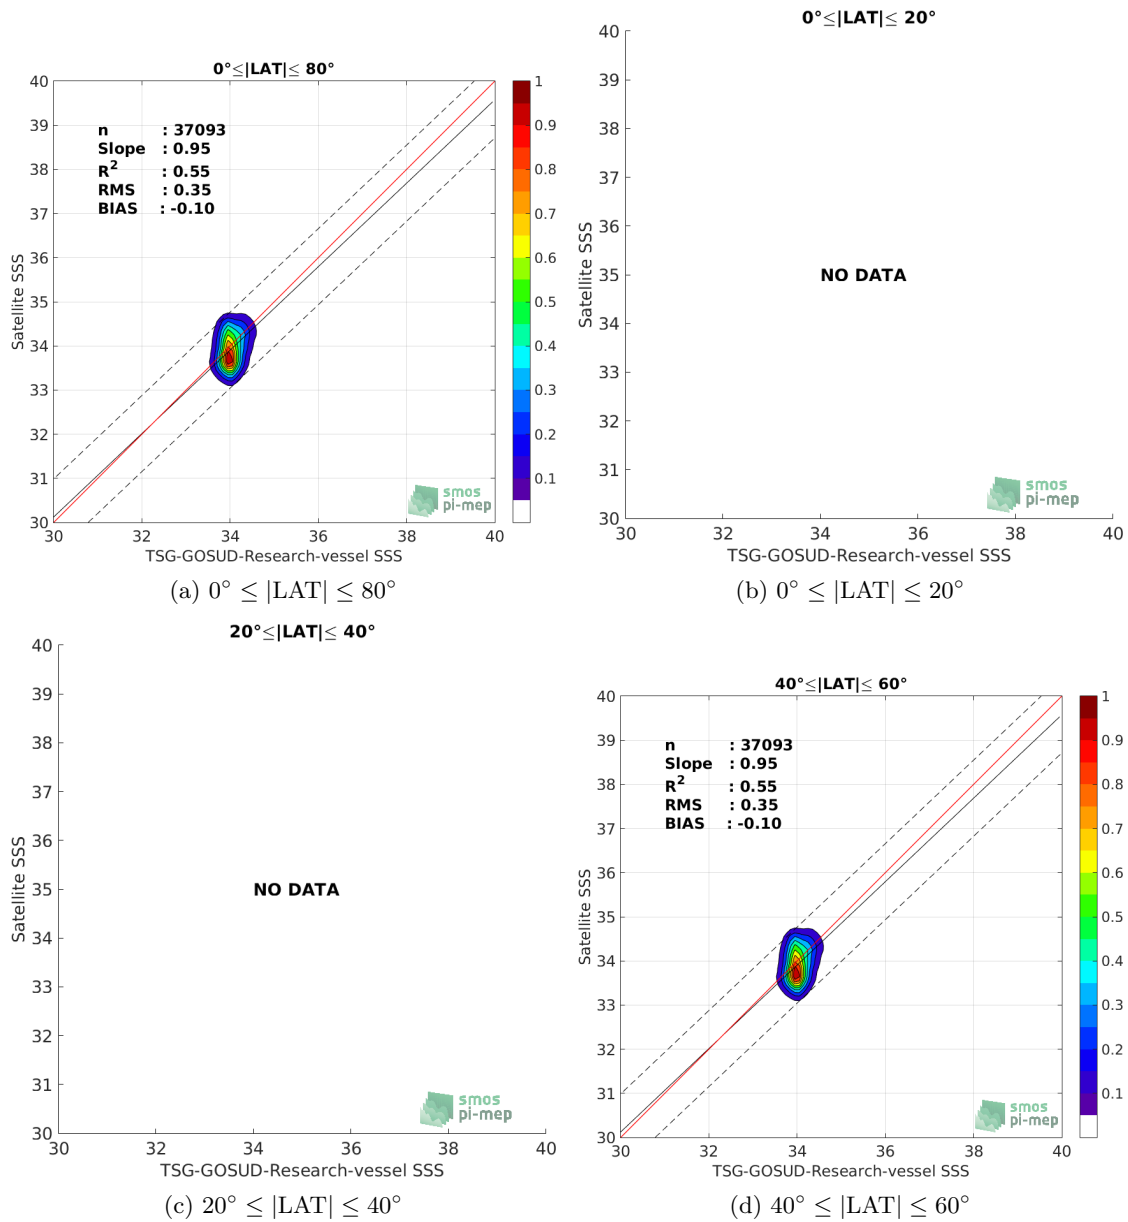 0°≤|LAT|≤ 80°
40
39
38
37
36
35
34
33
32
31
30
n : 37093
Slope : 0.95
R2 : 0.55
RMS : 0.35
BIAS : -0.10
1
0.9
0.8
0.7
0.6
0.5
0.4
0.3
0.2
0.1
Satellite SSS
smos
pi-mep
30 32 34 36 38 40
TSG-GOSUD-Research-vessel SSS
(a) 0° ≤ |LAT| ≤ 80°
0°≤|LAT|≤ 20°
40
39
38
37
36
35
34
33
32
31
30
Satellite SSS
NO DATA
smos
pi-mep
30 32 34 36 38 40
TSG-GOSUD-Research-vessel SSS
(b) 0° ≤ |LAT| ≤ 20°
20°≤|LAT|≤ 40°
40
39
38
37
36
35
34
33
32
31
30
Satellite SSS
NO DATA
smos
pi-mep
30 32 34 36 38 40
TSG-GOSUD-Research-vessel SSS
(c) 20° ≤ |LAT| ≤ 40°
40°≤|LAT|≤ 60°
40
39
38
37
36
35
34
33
32
31
30
n : 37093
Slope : 0.95
R2 : 0.55
RMS : 0.35
BIAS : -0.10
1
0.9
0.8
0.7
0.6
0.5
0.4
0.3
0.2
0.1
Satellite SSS
smos
pi-mep
30 32 34 36 38 40
TSG-GOSUD-Research-vessel SSS
(d) 40° ≤ |LAT| ≤ 60°